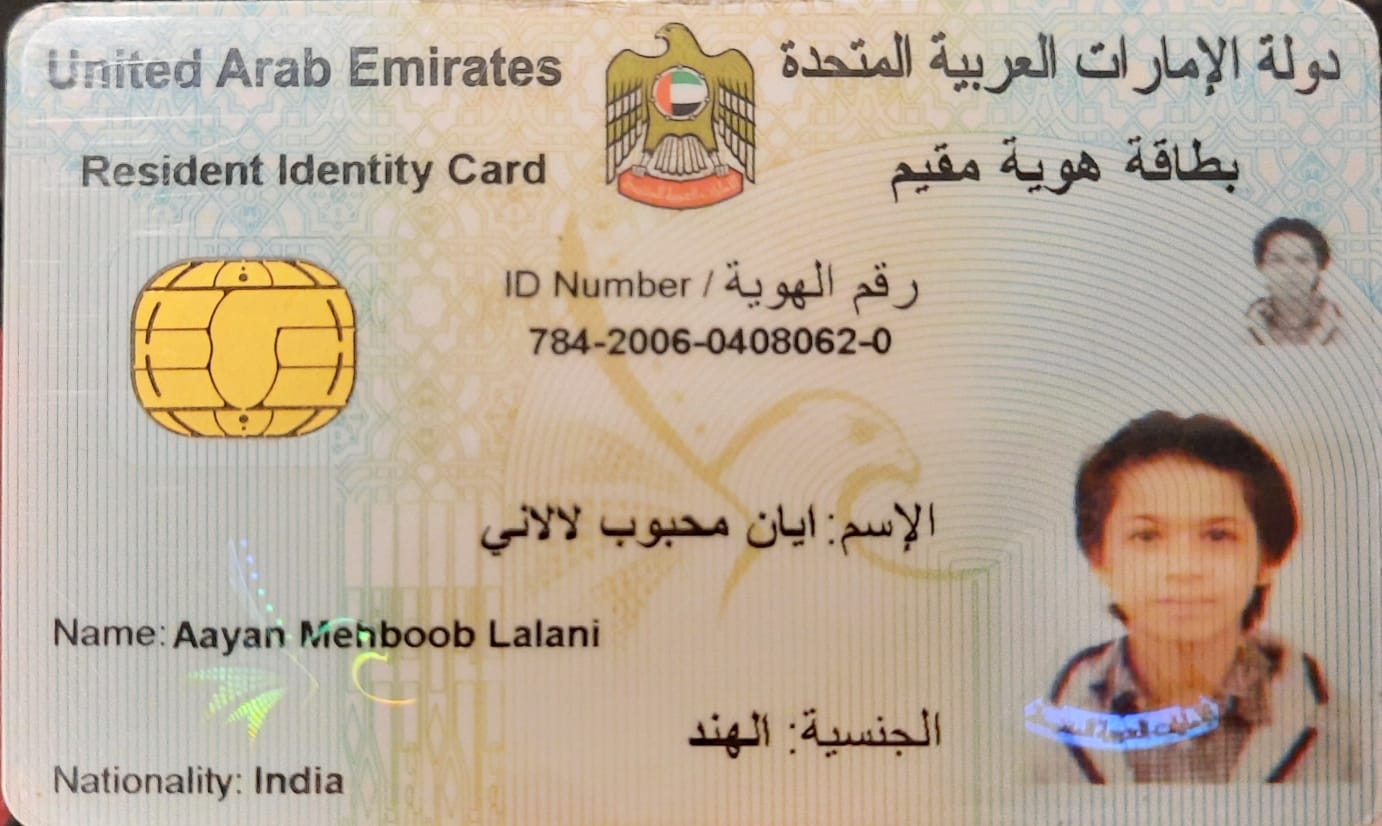 United Arab Emirates
دولة الإمارات العربية المتحدة
Resident Identity Card
بطاقة هوية مقيم
ID Number / رقم الهوية
784-2006-0408062-0
الإسم: ايان محبوب لالاني
Name: Aayan Mehboob Lalani
الجنسية: الهند
Nationality: India